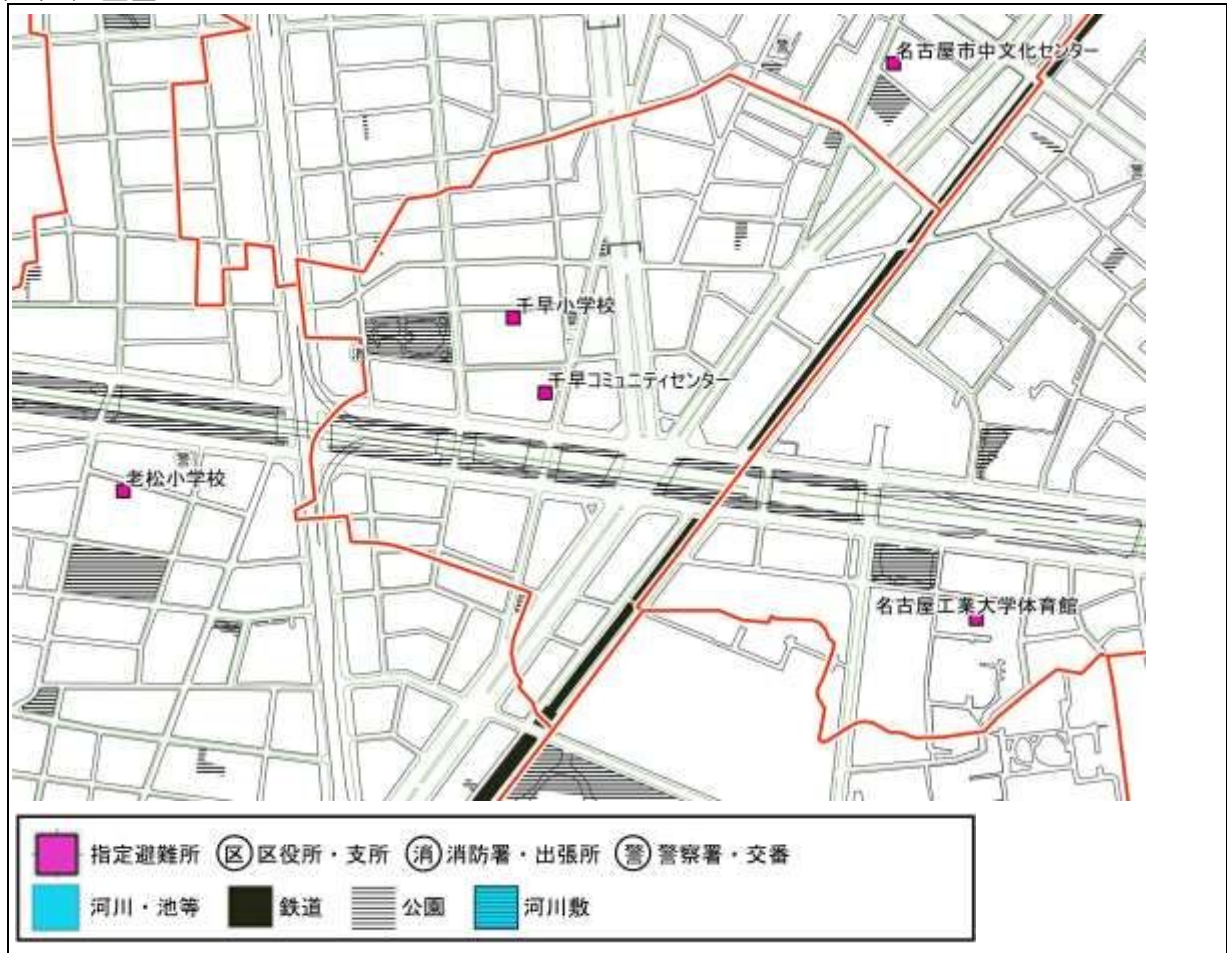 名古屋市中文化センター
千早小学校
千早コミュニティセンター
老松小学校
名古屋工業大学体育館
指定避難所 区 区役所・支所 消 消防署・出張所 警 警察署・交番
河川・池等 鉄道 公園 河川敷